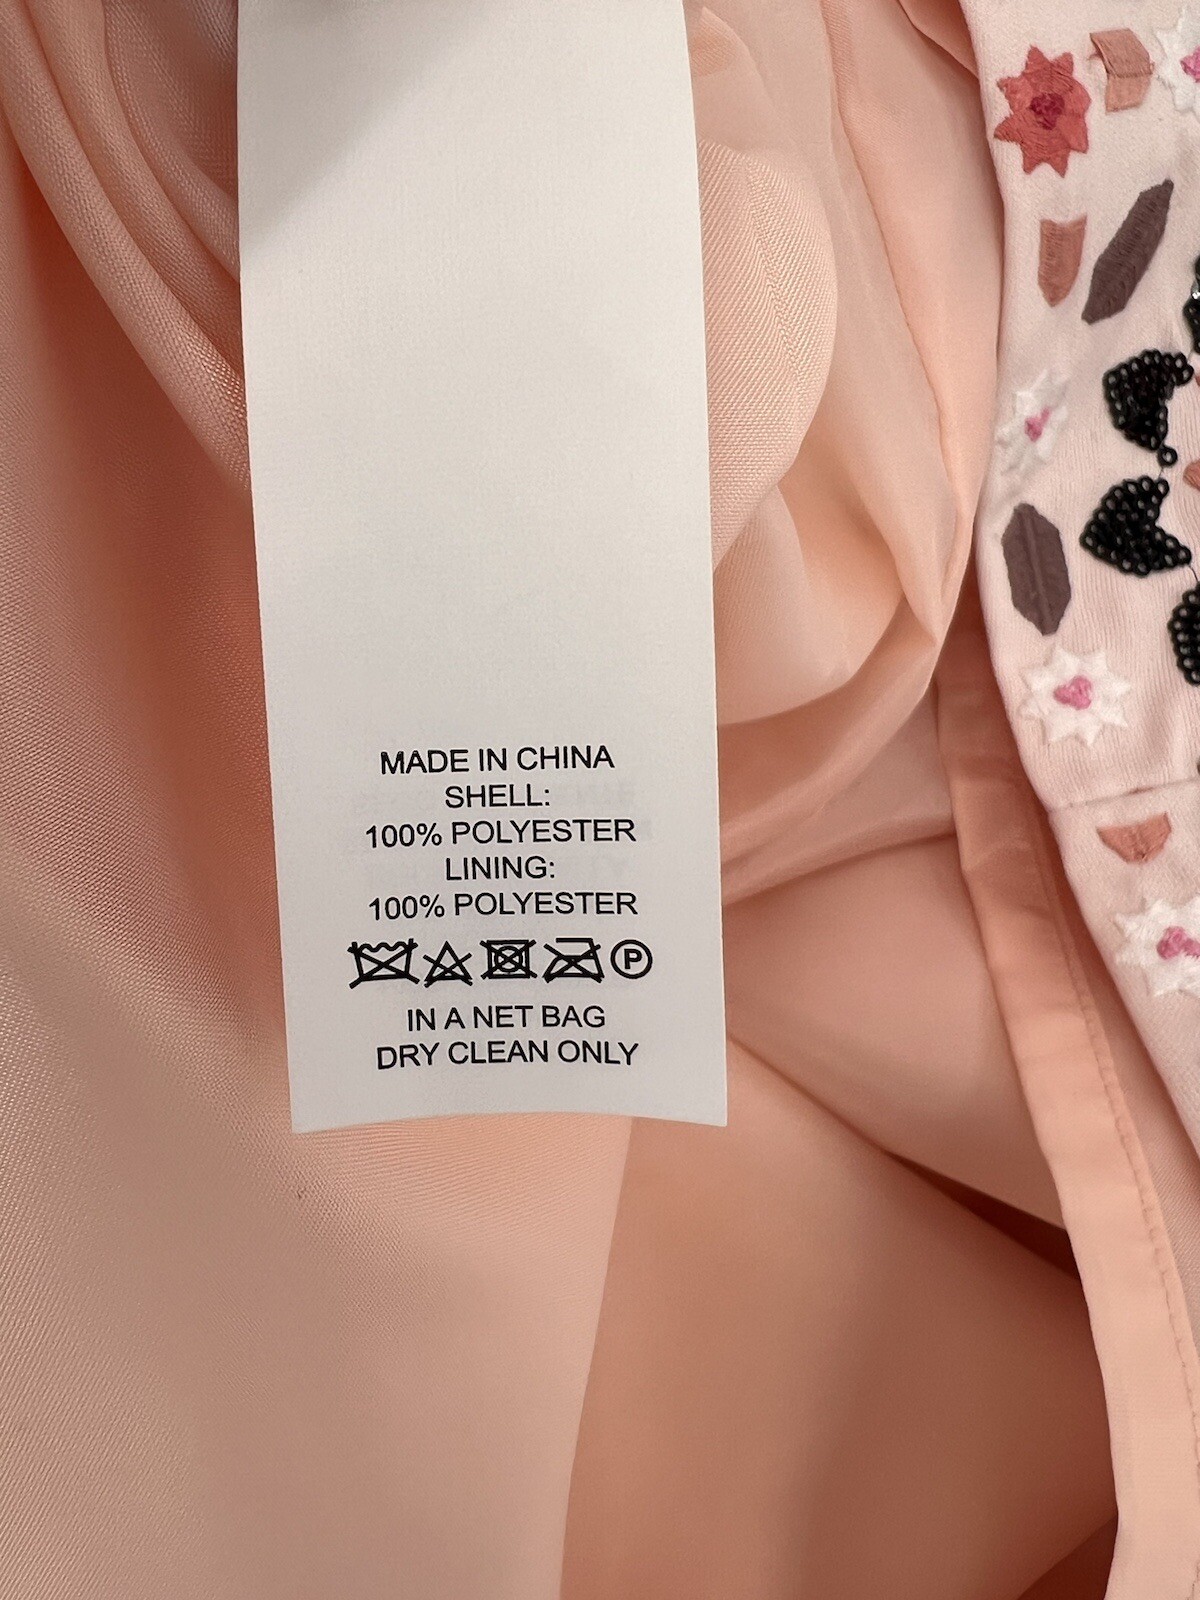 MADE IN CHINA
SHELL:
100% POLYESTER
LINING:
100% POLYESTER
P
IN A NET BAG
DRY CLEAN ONLY